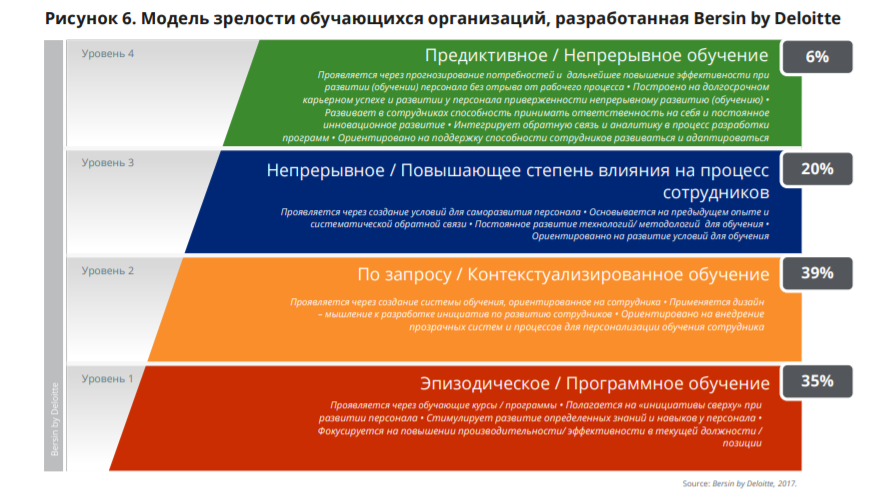 Рисунок 6. Модель зрелости обучающихся организаций, разработанная Bersin by Deloitte
Уровень 4
Предиктивное / Непрерывное обучение
6%
Проявляется через прогнозирование потребностей и дальнейшее повышение эффективности при
развитии (обучении) персонала без отрыва от рабочего процесса • Построено на долгосрочном
карьерном успехе и развитии у персонала приверженности непрерывному развитию (обучению) •
Развивает в сотрудниках способность принимать ответственность на себя и постоянное
инновационное развитие • Интегрирует обратную связь и аналитику в процесс разработки
программ • Ориентировано на поддержку способности сотрудников развиваться и адаптироваться
Уровень 3
Непрерывное / Повышающее степень влияния на процесс
сотрудников
20%
Проявляется через создание условий для саморазвития персонала • Основывается на предыдущем опыте и
систематической обратной связи • Постоянное развитие технологий/ методологий для обучения •
Ориентированно на развитие условий для обучения
Уровень 2
По запросу / Контекстуализированное обучение
39%
Проявляется через создание системы обучения, ориентированное на сотрудника • Применяется дизайн
– мышление к разработке инициатив по развитию сотрудников • Ориентировано на внедрение
прозрачных систем и процессов для персонализации обучения сотрудника
Уровень 1
Эпизодическое / Программное обучение
35%
Проявляется через обучающие курсы / программы • Полагается на «инициативы сверху» при
развитии персонала • Стимулирует развитие определенных знаний и навыков у персонала •
Фокусируется на повышении производительности/ эффективности в текущей должности /
позиции
Bersin by Deloitte
Source: Bersin by Deloitte, 2017.